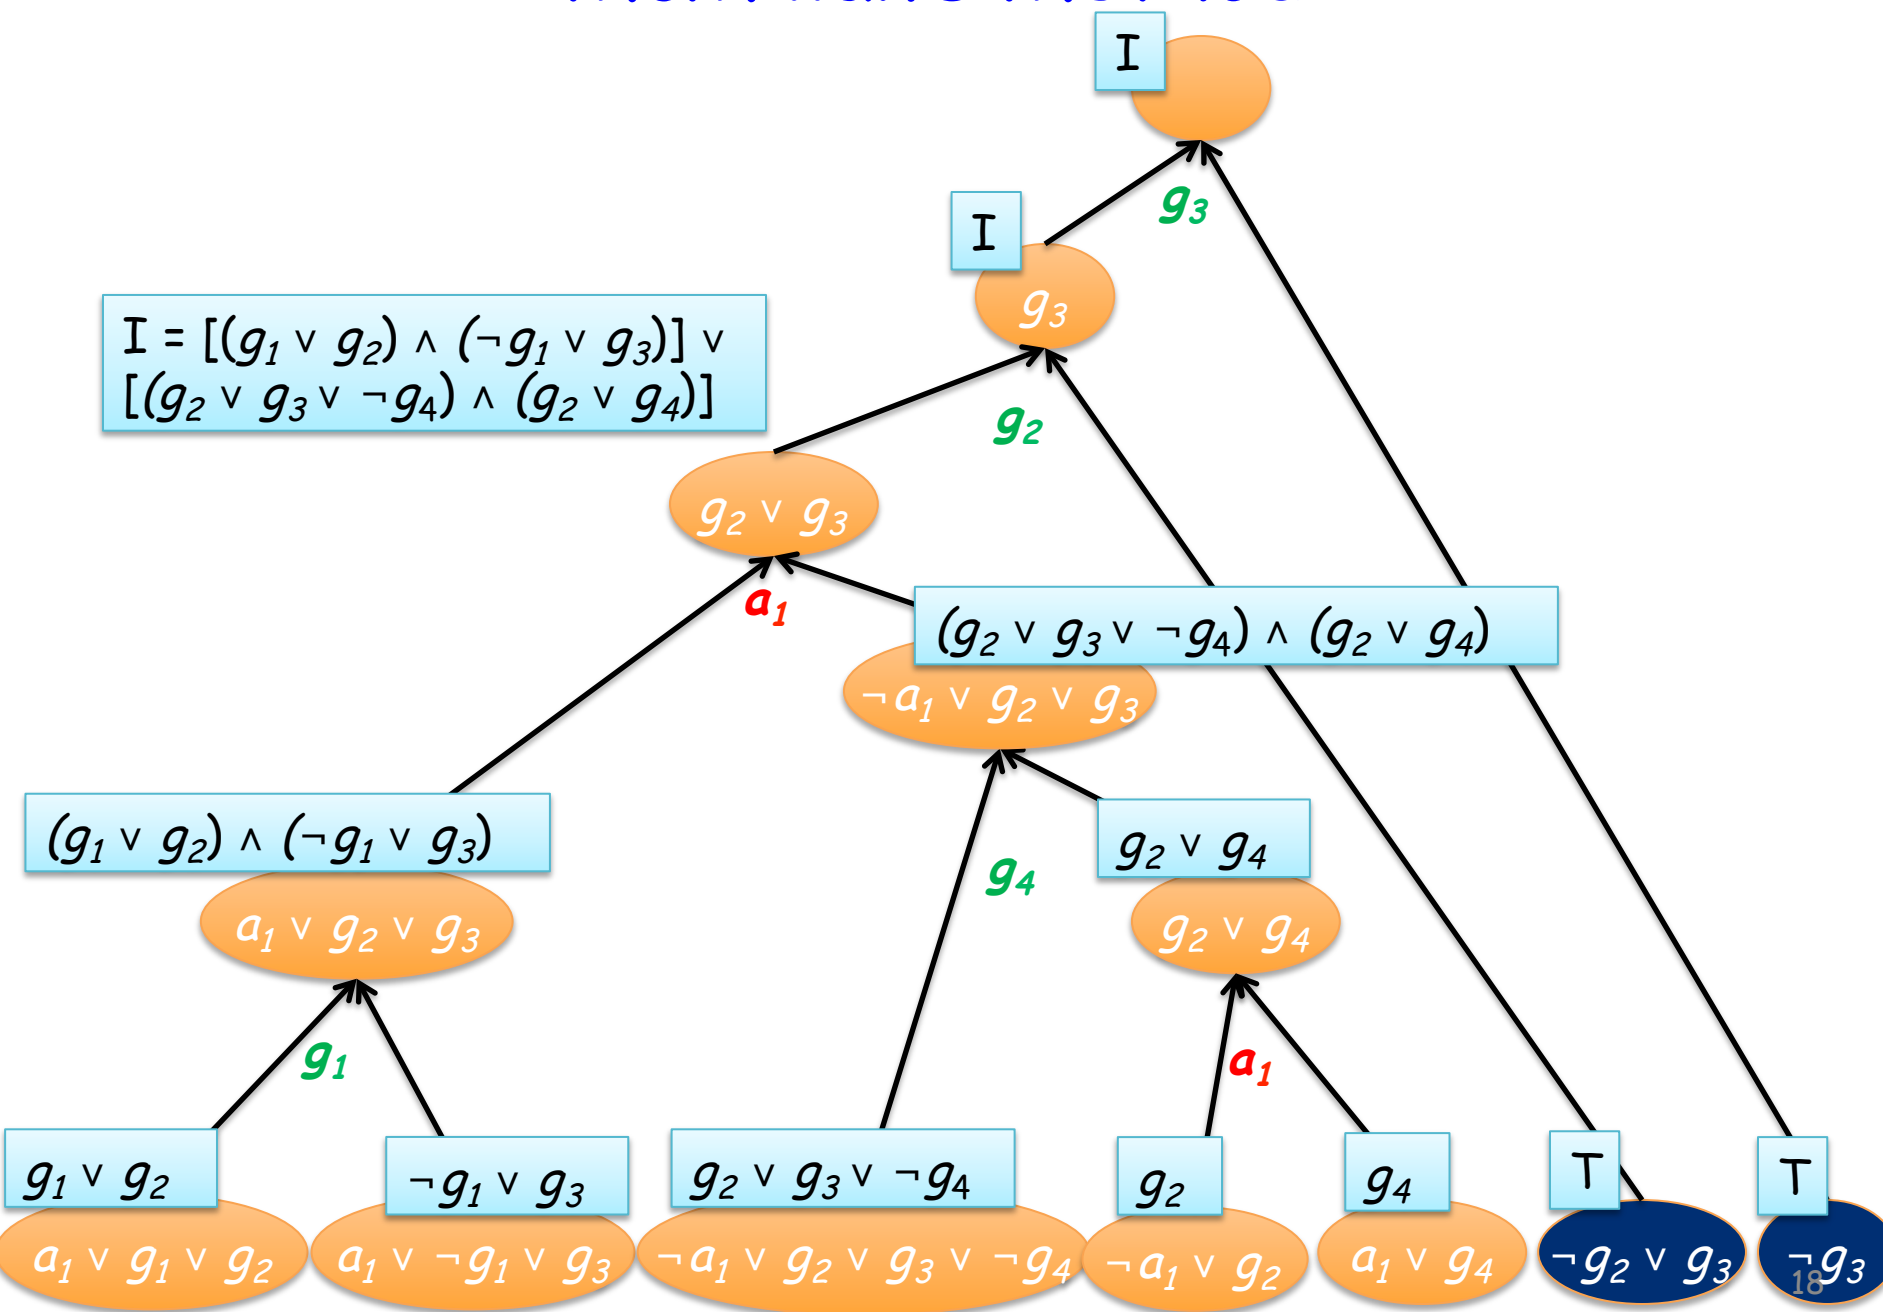 I
g₃
I
g₃
I = [(g₁ ∨ g₂) ∧ (¬g₁ ∨ g₃)] ∨
[(g₂ ∨ g₃ ∨ ¬g₄) ∧ (g₂ ∨ g₄)]
g₂
g₂ ∨ g₃
a₁
(g₂ ∨ g₃ ∨ ¬g₄) ∧ (g₂ ∨ g₄)
¬a₁ ∨ g₂ ∨ g₃
(g₁ ∨ g₂) ∧ (¬g₁ ∨ g₃)
g₂ ∨ g₄
g₄
a₁ ∨ g₂ ∨ g₃
g₂ ∨ g₄
g₁
a₁
g₁ ∨ g₂
¬g₁ ∨ g₃
g₂ ∨ g₃ ∨ ¬g₄
g₂
g₄
T
T
a₁ ∨ g₁ ∨ g₂
a₁ ∨ ¬g₁ ∨ g₃
¬a₁ ∨ g₂ ∨ g₃ ∨ ¬g₄
¬a₁ ∨ g₂
a₁ ∨ g₄
¬g₂ ∨ g₃
¬g₃
18